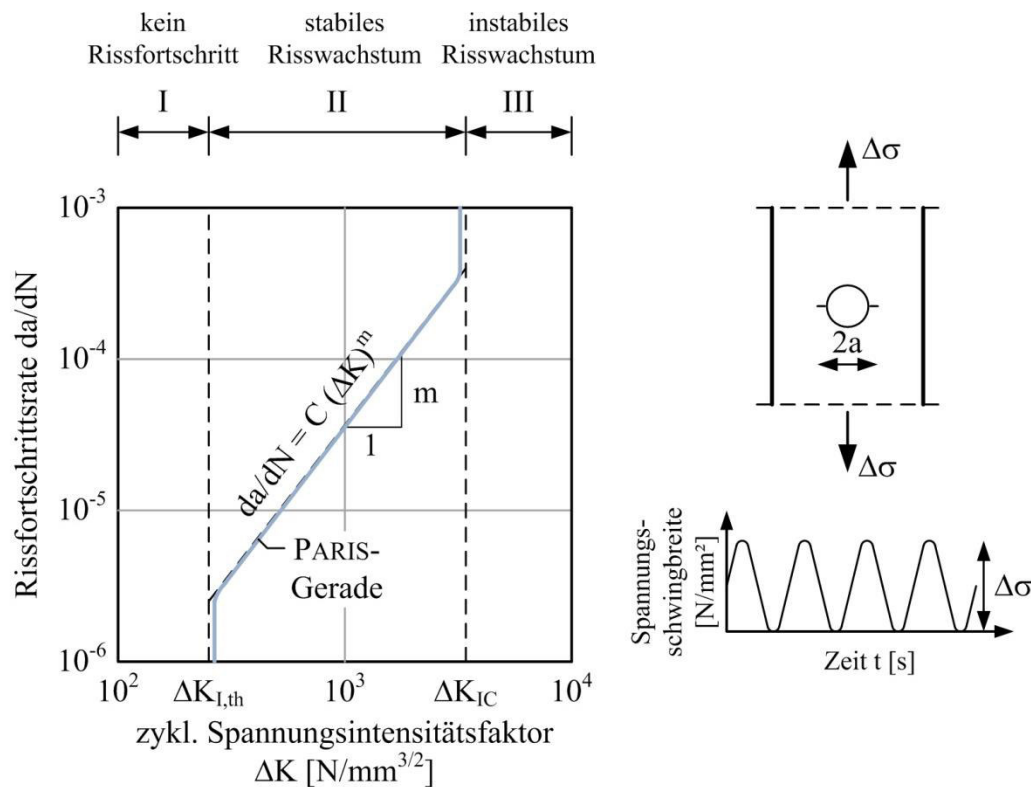 kein
Rissfortschritt
stabiles
Risswachstum
instabiles
Risswachstum
I
II
III
Rissfortschrittsrate da/dN
10⁻³
10⁻⁴
10⁻⁵
10⁻⁶
da/dN = C (ΔK)ᵐ
m
1
PARIS-
Gerade
10²
ΔK_I,th
10³
ΔK_IC
10⁴
zykl. Spannungsintensitätsfaktor
ΔK [N/mm³/²]
Δσ
2a
Δσ
Spannungs-
schwingbreite
[N/mm²]
Δσ
Zeit t [s]